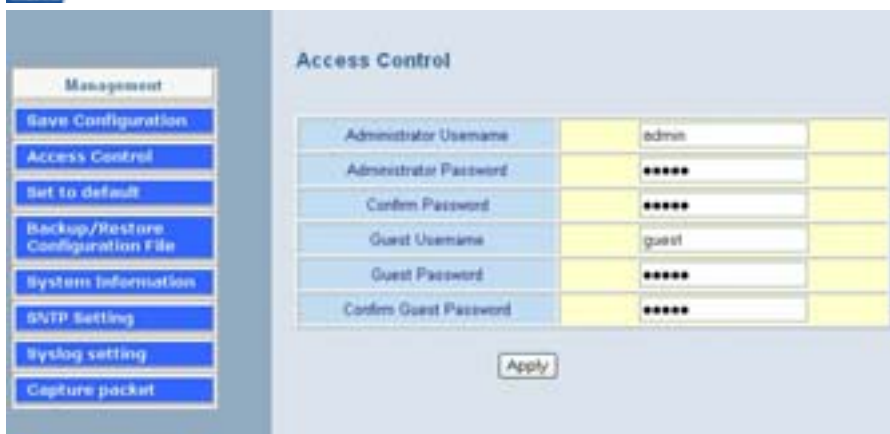 Access Control
Management
Save Configuration
Access Control
Set to default
Backup/Restore
Configuration File
System Information
SNTP Setting
Syslog setting
Capture packet
Administrator Username
admin
Administrator Password
●●●●●
Confirm Password
●●●●●
Guest Username
guest
Guest Password
●●●●●
Confirm Guest Password
●●●●●
Apply